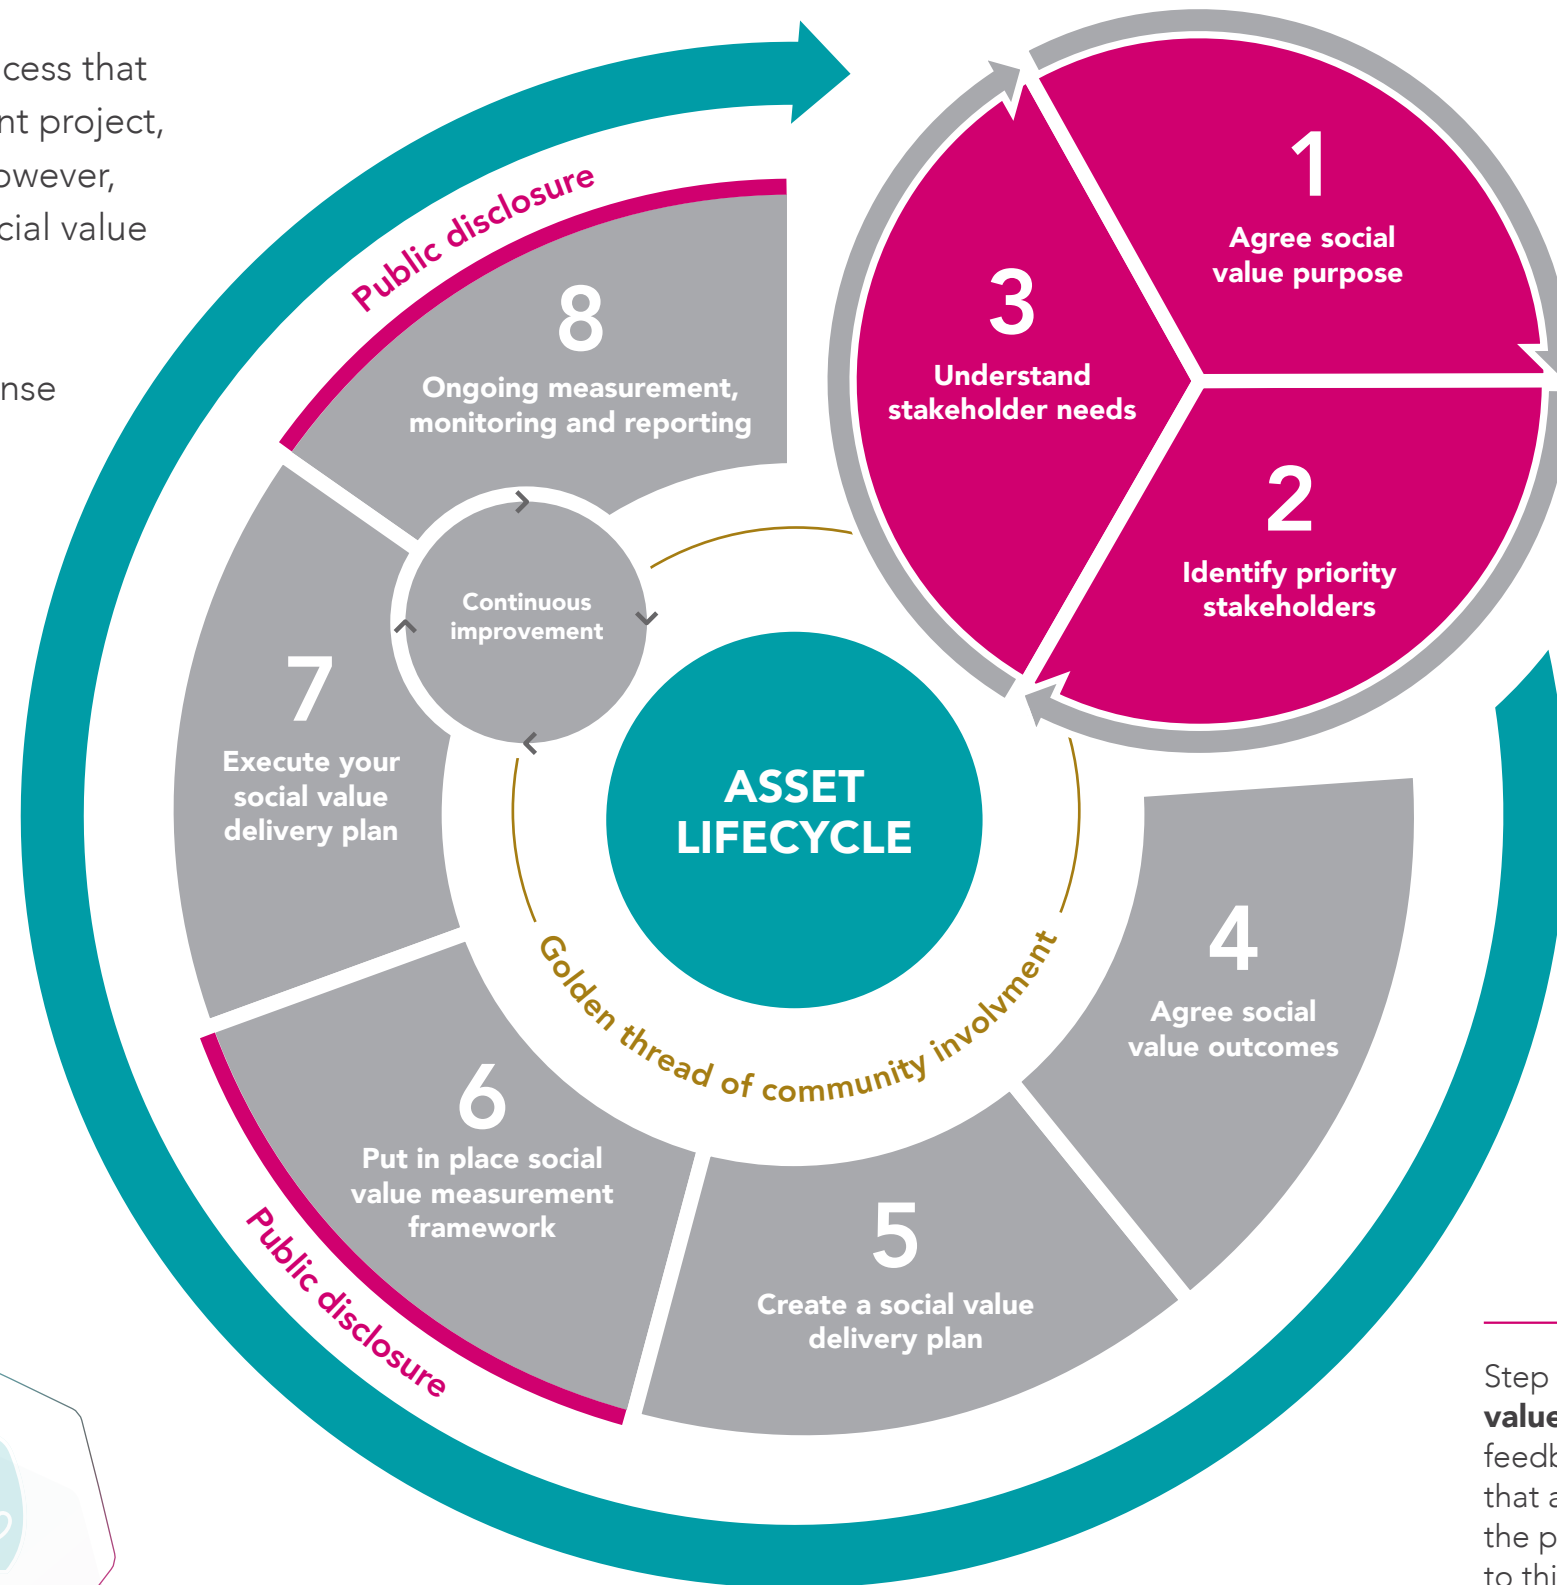 cess that
nt project,
owever,
cial value
nse
Public disclosure
1
Agree social
value purpose
2
Identify priority
stakeholders
3
Understand
stakeholder needs
4
Agree social
value outcomes
5
Create a social value
delivery plan
6
Put in place social
value measurement
framework
Public disclosure
7
Execute your
social value
delivery plan
8
Ongoing measurement,
monitoring and reporting
Continuous
improvement
ASSET
LIFECYCLE
Golden thread of community involvment
Step
value
feedb
that a
the p
to thi